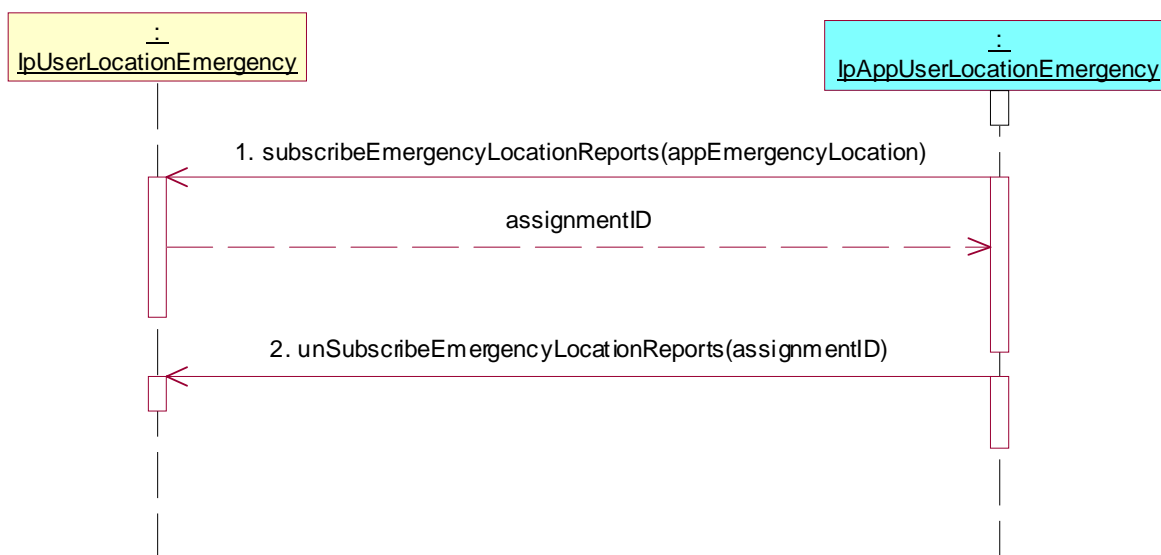 :
IpUserLocationEmergency
:
IpAppUserLocationEmergency
1. subscribeEmergencyLocationReports(appEmergencyLocation)
assignmentID
2. unSubscribeEmergencyLocationReports(assignmentID)